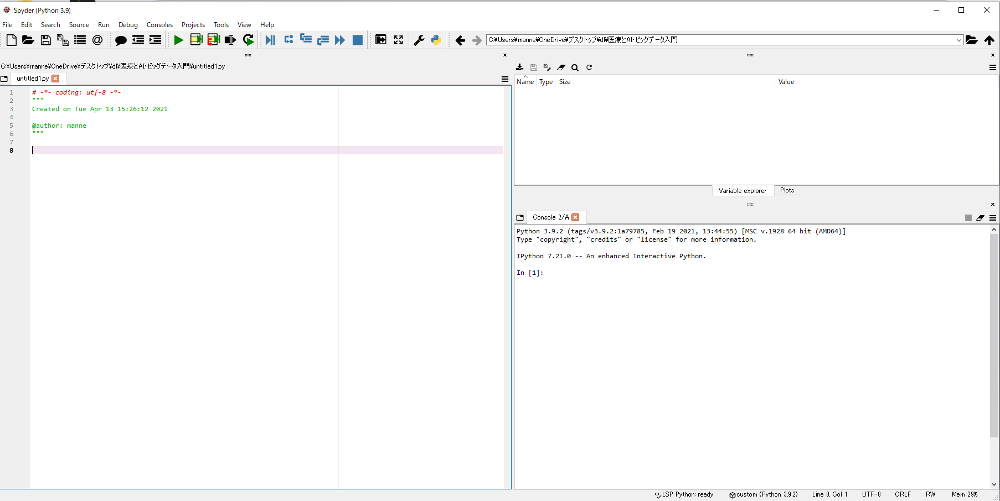 Spyder (Python 3.9)
File Edit Search Source Run Debug Consoles Projects Tools View Help
C:¥Users¥manne¥OneDrive¥デスクトップ¥dl¥医療とAI・ビッグデータ入門
C:¥Users¥manne¥OneDrive¥デスクトップ¥dl¥医療とAI・ビッグデータ入門¥untitled1.py
untitled1.py
1 # -*- coding: utf-8 -*-
2 """
3 Created on Tue Apr 13 15:26:12 2021
4
5 @author: manne
6 """
7
8
Name Type Size Value
Variable explorer Plots
Console 2/A
Python 3.9.2 (tags/v3.9.2:1a79785, Feb 19 2021, 13:44:55) [MSC v.1928 64 bit (AMD64)]
Type "copyright", "credits" or "license" for more information.
IPython 7.21.0 -- An enhanced Interactive Python.
In [1]:
LSP Python: ready custom (Python 3.9.2) Line 8, Col 1 UTF-8 CRLF RW Mem 29%